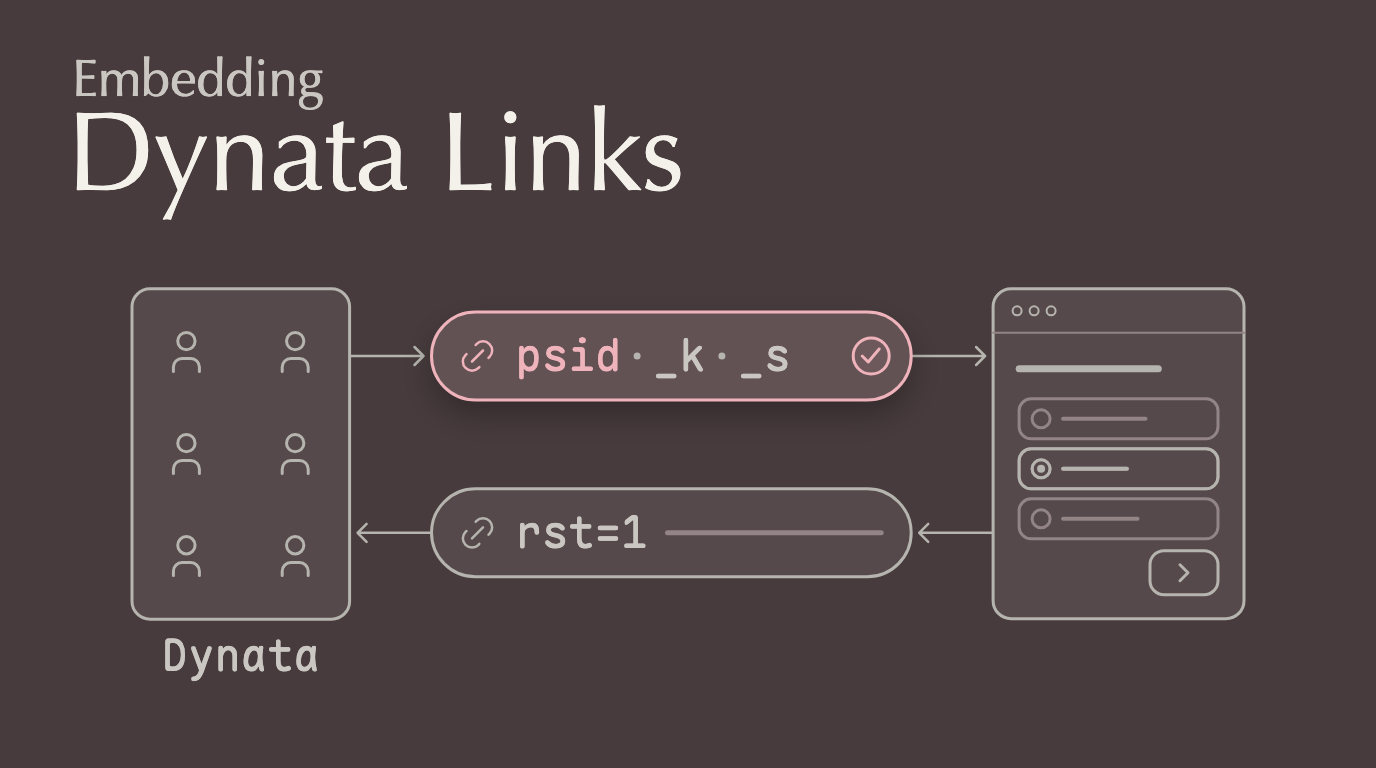 Embedding
Dynata Links
psid · _k · _s
rst=1
Dynata